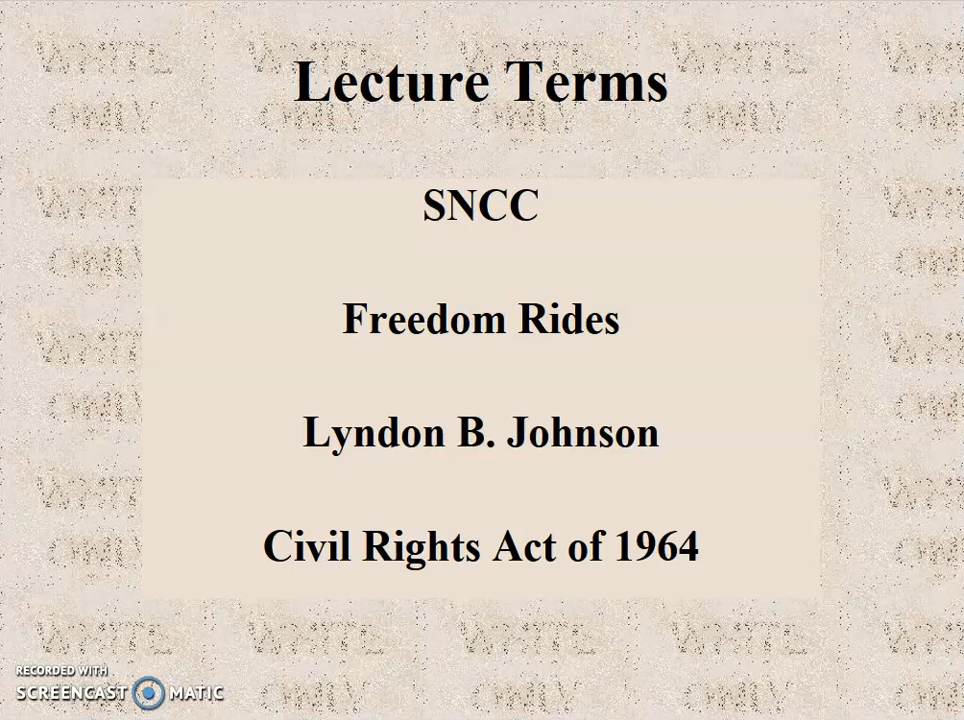 Lecture Terms
SNCC
Freedom Rides
Lyndon B. Johnson
Civil Rights Act of 1964
RECORDED WITH
SCREENCAST MATIC